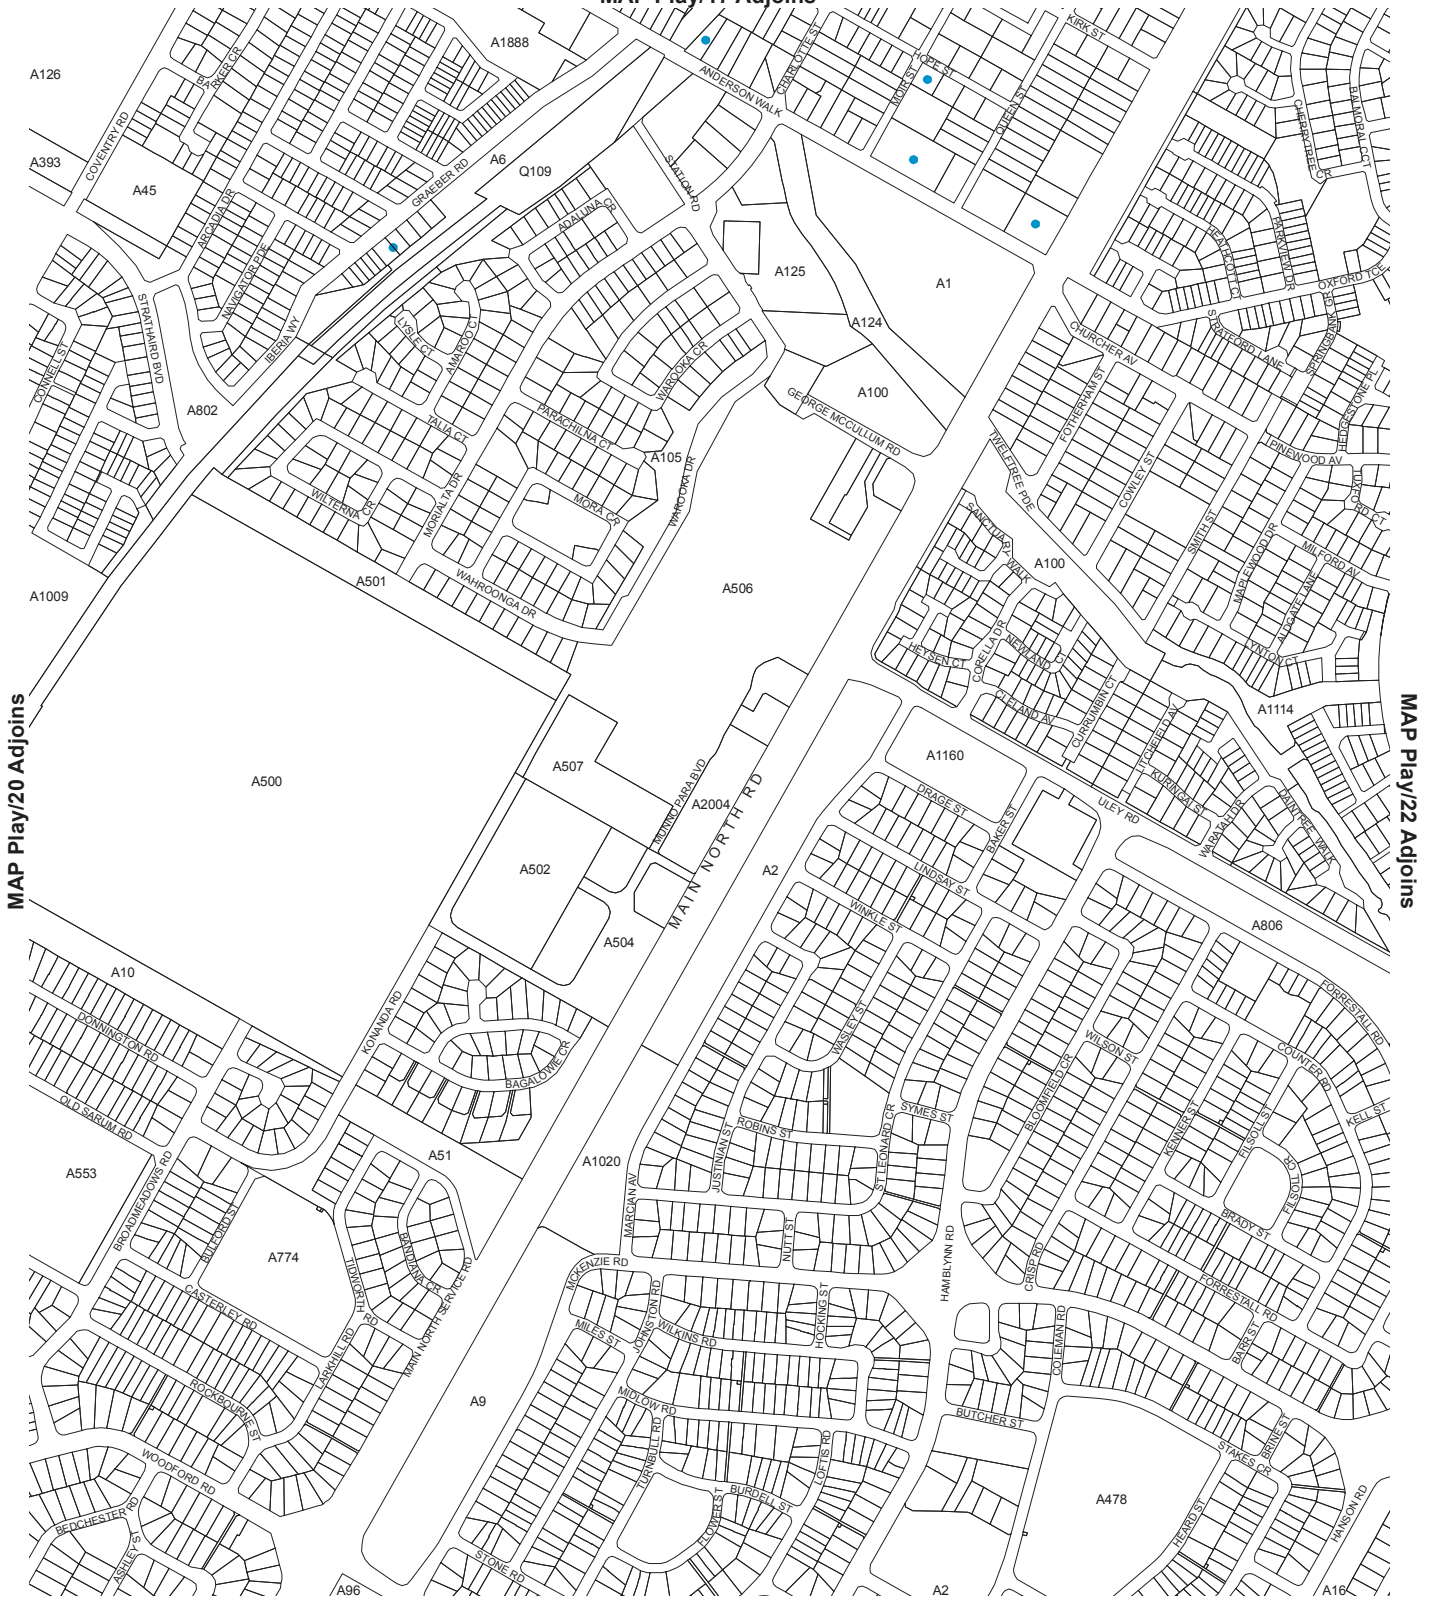 MAP Play/17 Adjoins
A1888
KIRK ST
A126
BARKER CR
CHARLOTTE ST
HOPE ST
ANDERSON WALK
MOIR ST
BALMORAL CCT
QUEEN ST
CHERRYTREE CR
COVENTRY RD
A393
A45
A6
Q109
GRAEBER RD
STATION RD
ARCADIA DR
ADALUNA CR
HEATHCOTT CT
PARKVIEW DR
NAVIGATOR PDE
A125
A1
OXFORD TCE
STRATHAIRD BVD
IBERIA WY
LYSLE CT
AMAROO CT
A124
CHURCHER AV
STRATFORD LANE
SPRINGBANK GR
CONNEL ST
WAROOKA CR
A100
GEORGE MCCULLUM RD
FOTHERHAM ST
HEDGESTONE PL
A802
TALIA CT
PARACHILNA CT
A105
TWELFTREE PDE
PINEWOOD AV
COWLEY ST
WAROOKA DR
WILTERNA CR
MORIALTA DR
MORA CR
SANCTUARY WALK
SMITH ST
MAPLEWOOD DR
MILFORD AV
A1009
A501
WAHROONGA DR
A506
A100
ALDGATE LANE
LYNTON CT
HEYSEN CT
CORELLA DR
NEWLAND CT
CLELAND AV
CURRUMBIN CT
A1114
MAP Play/20 Adjoins
MAP Play/22 Adjoins
A500
A507
MUNNO PARA BVD
A2004
MAIN NORTH RD
A1160
LITCHFIELD AV
KURINGAI ST
DRAGE ST
BAKER ST
ULEY RD
WARATAH DR
DAINTREE WALK
A502
A2
LINDSAY ST
WINKLE ST
A504
A806
A10
DONNINGTON RD
KONANDA RD
BAGALOWIE CR
WASLEY ST
WILSON ST
FORRESTALL RD
COUNTER RD
OLD SARUM RD
BLOOMFIELD CR
SYMES ST
KELL ST
ROBINS ST
KENNER ST
FILSOLL ST
A51
A553
A1020
JUSTINIAN ST
ST LEONARD CR
FILSOLL CR
BROADMEADOWS RD
BULFORD ST
A774
MARCIAN AV
NUTT ST
BRADY ST
BANDIANA CR
TIDWORTH RD
MCKENZIE RD
HAMBLYNN RD
CRISP RD
CASTERLEY RD
MAIN NORTH SERVICE RD
FORRESTALL RD
JOHNSTON RD
HOCKING ST
MILES ST
WILKINS RD
COLEMAN RD
BARR ST
LARKHILL RD
ROCKBOURNE ST
A9
MIDLOW RD
BUTCHER ST
BRINE ST
STAKES CR
WOODFORD RD
TURNBULL RD
LOFTIS RD
A478
BURDELL ST
FLOWER ST
HEARD ST
HANSON RD
BEDCHESTER RD
ASHLEY ST
STONE RD
A96
A2
A16